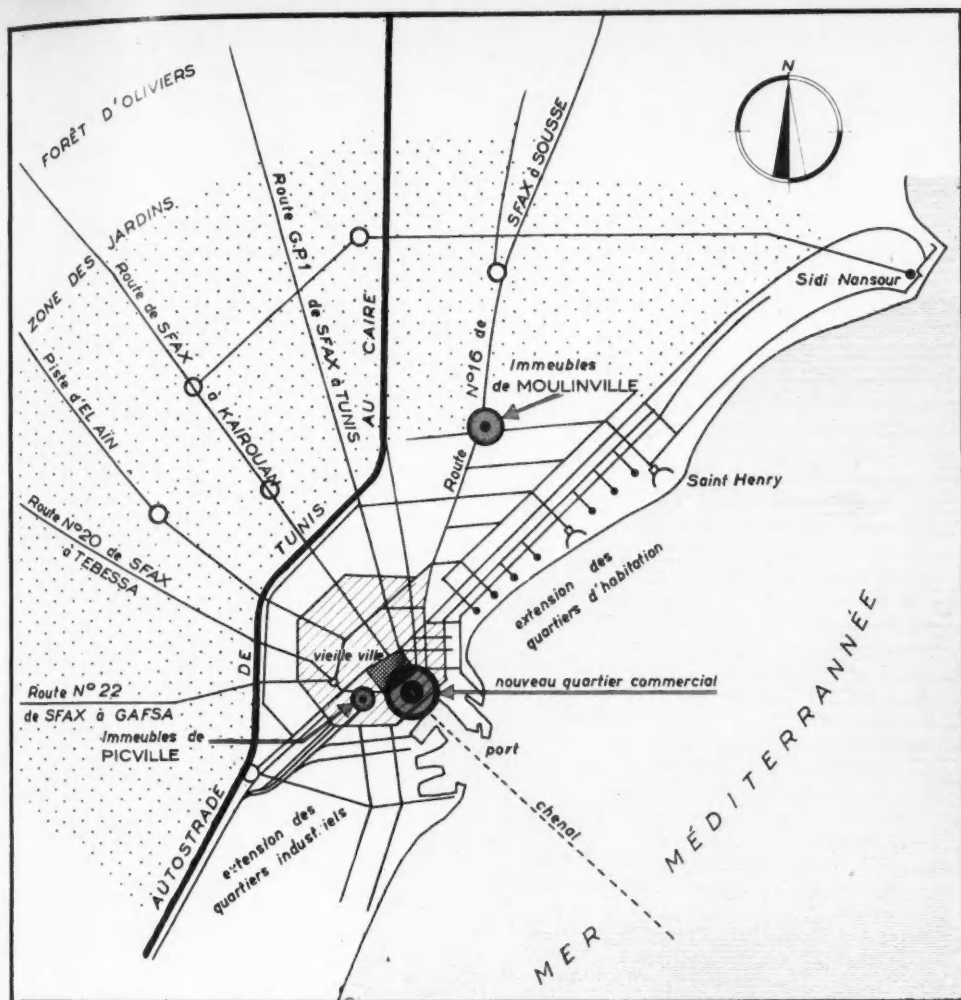 N
FORÊT D'OLIVIERS
ZONE DES JARDINS
Route de SFAX à KAIROUAN
Piste d'EL AÏN
Route N°20 de SFAX
à TEBESSA
Route G.P.1 de SFAX à TUNIS
AUTOSTRADE DE TUNIS AU CAIRE
Route N°16 de SFAX à SOUSSE
Sidi Nansour
Immeubles
de MOULINVILLE
Saint Henry
extension des
quartiers d'habitation
vieille ville
nouveau quartier commercial
Route N° 22
de SFAX à GAFSA
Immeubles de
PICVILLE
port
chenal
extension des
quartiers industriels
MER MÉDITERRANNÉE